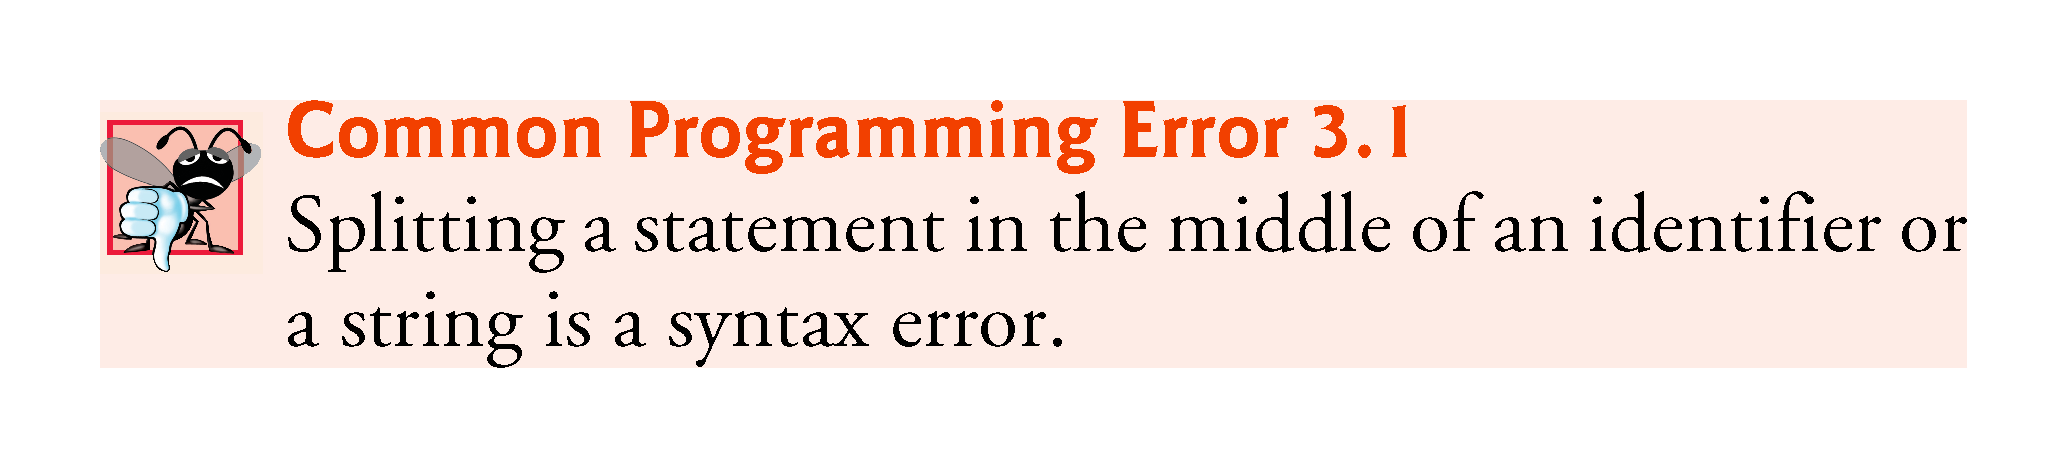 Common Programming Error 3.1
Splitting a statement in the middle of an identifier or
a string is a syntax error.